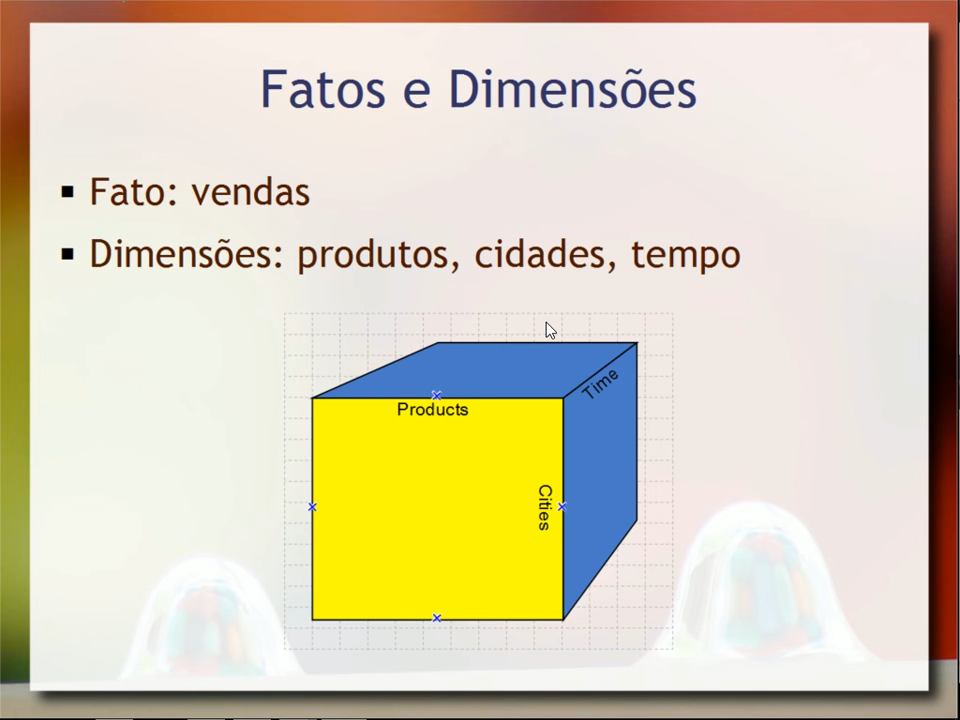 Fatos e Dimensões
Fato: vendas
Dimensões: produtos, cidades, tempo
Time
Products
Cities